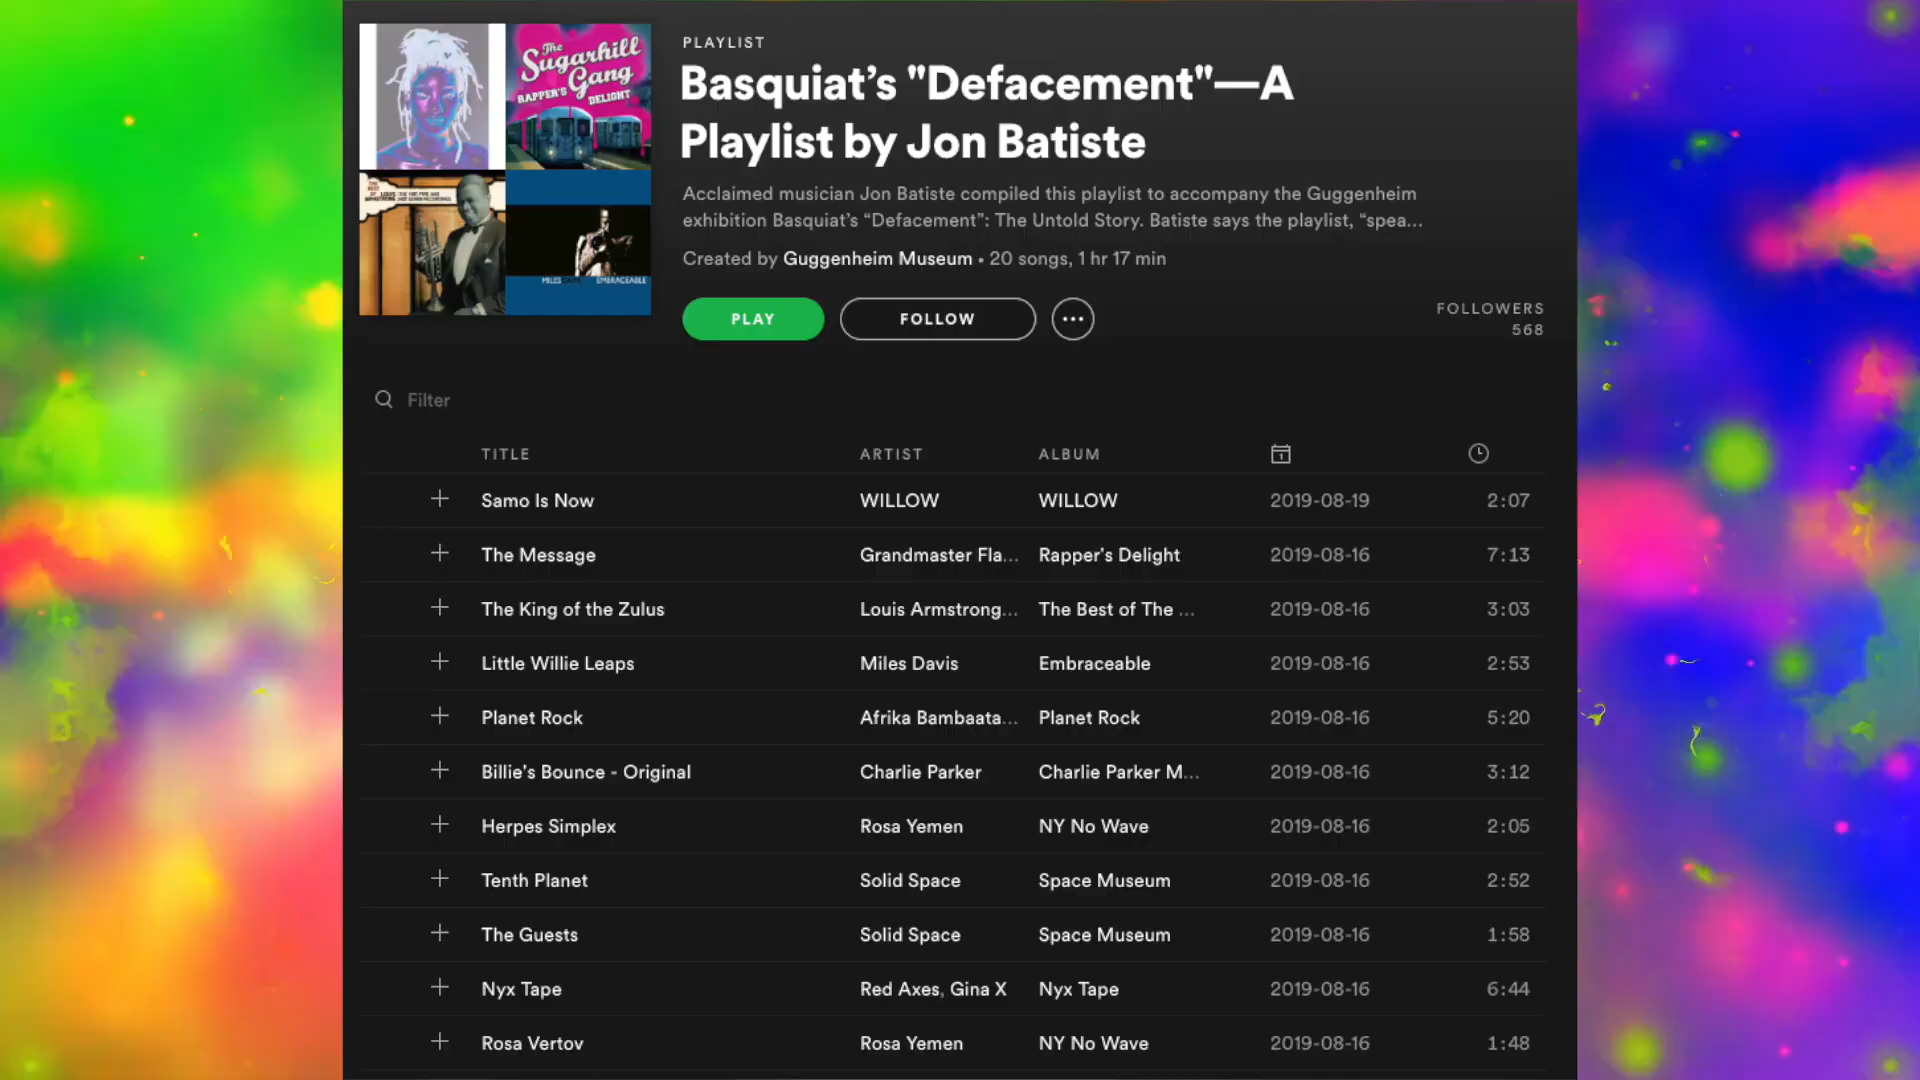 The
Sugarhill
Gang
RAPPER'S DELIGHT
MILES EMBRACEABLE
PLAYLIST
Basquiat’s "Defacement"—A
Playlist by Jon Batiste
Acclaimed musician Jon Batiste compiled this playlist to accompany the Guggenheim
exhibition Basquiat’s “Defacement”: The Untold Story. Batiste says the playlist, “spea...
Created by Guggenheim Museum • 20 songs, 1 hr 17 min
PLAY FOLLOW
FOLLOWERS
568
Filter
TITLE ARTIST ALBUM
Samo Is Now WILLOW WILLOW 2019-08-19 2:07
The Message Grandmaster Fla... Rapper's Delight 2019-08-16 7:13
The King of the Zulus Louis Armstrong... The Best of The ... 2019-08-16 3:03
Little Willie Leaps Miles Davis Embraceable 2019-08-16 2:53
Planet Rock Afrika Bambaata... Planet Rock 2019-08-16 5:20
Billie's Bounce - Original Charlie Parker Charlie Parker M... 2019-08-16 3:12
Herpes Simplex Rosa Yemen NY No Wave 2019-08-16 2:05
Tenth Planet Solid Space Space Museum 2019-08-16 2:52
The Guests Solid Space Space Museum 2019-08-16 1:58
Nyx Tape Red Axes, Gina X Nyx Tape 2019-08-16 6:44
Rosa Vertov Rosa Yemen NY No Wave 2019-08-16 1:48